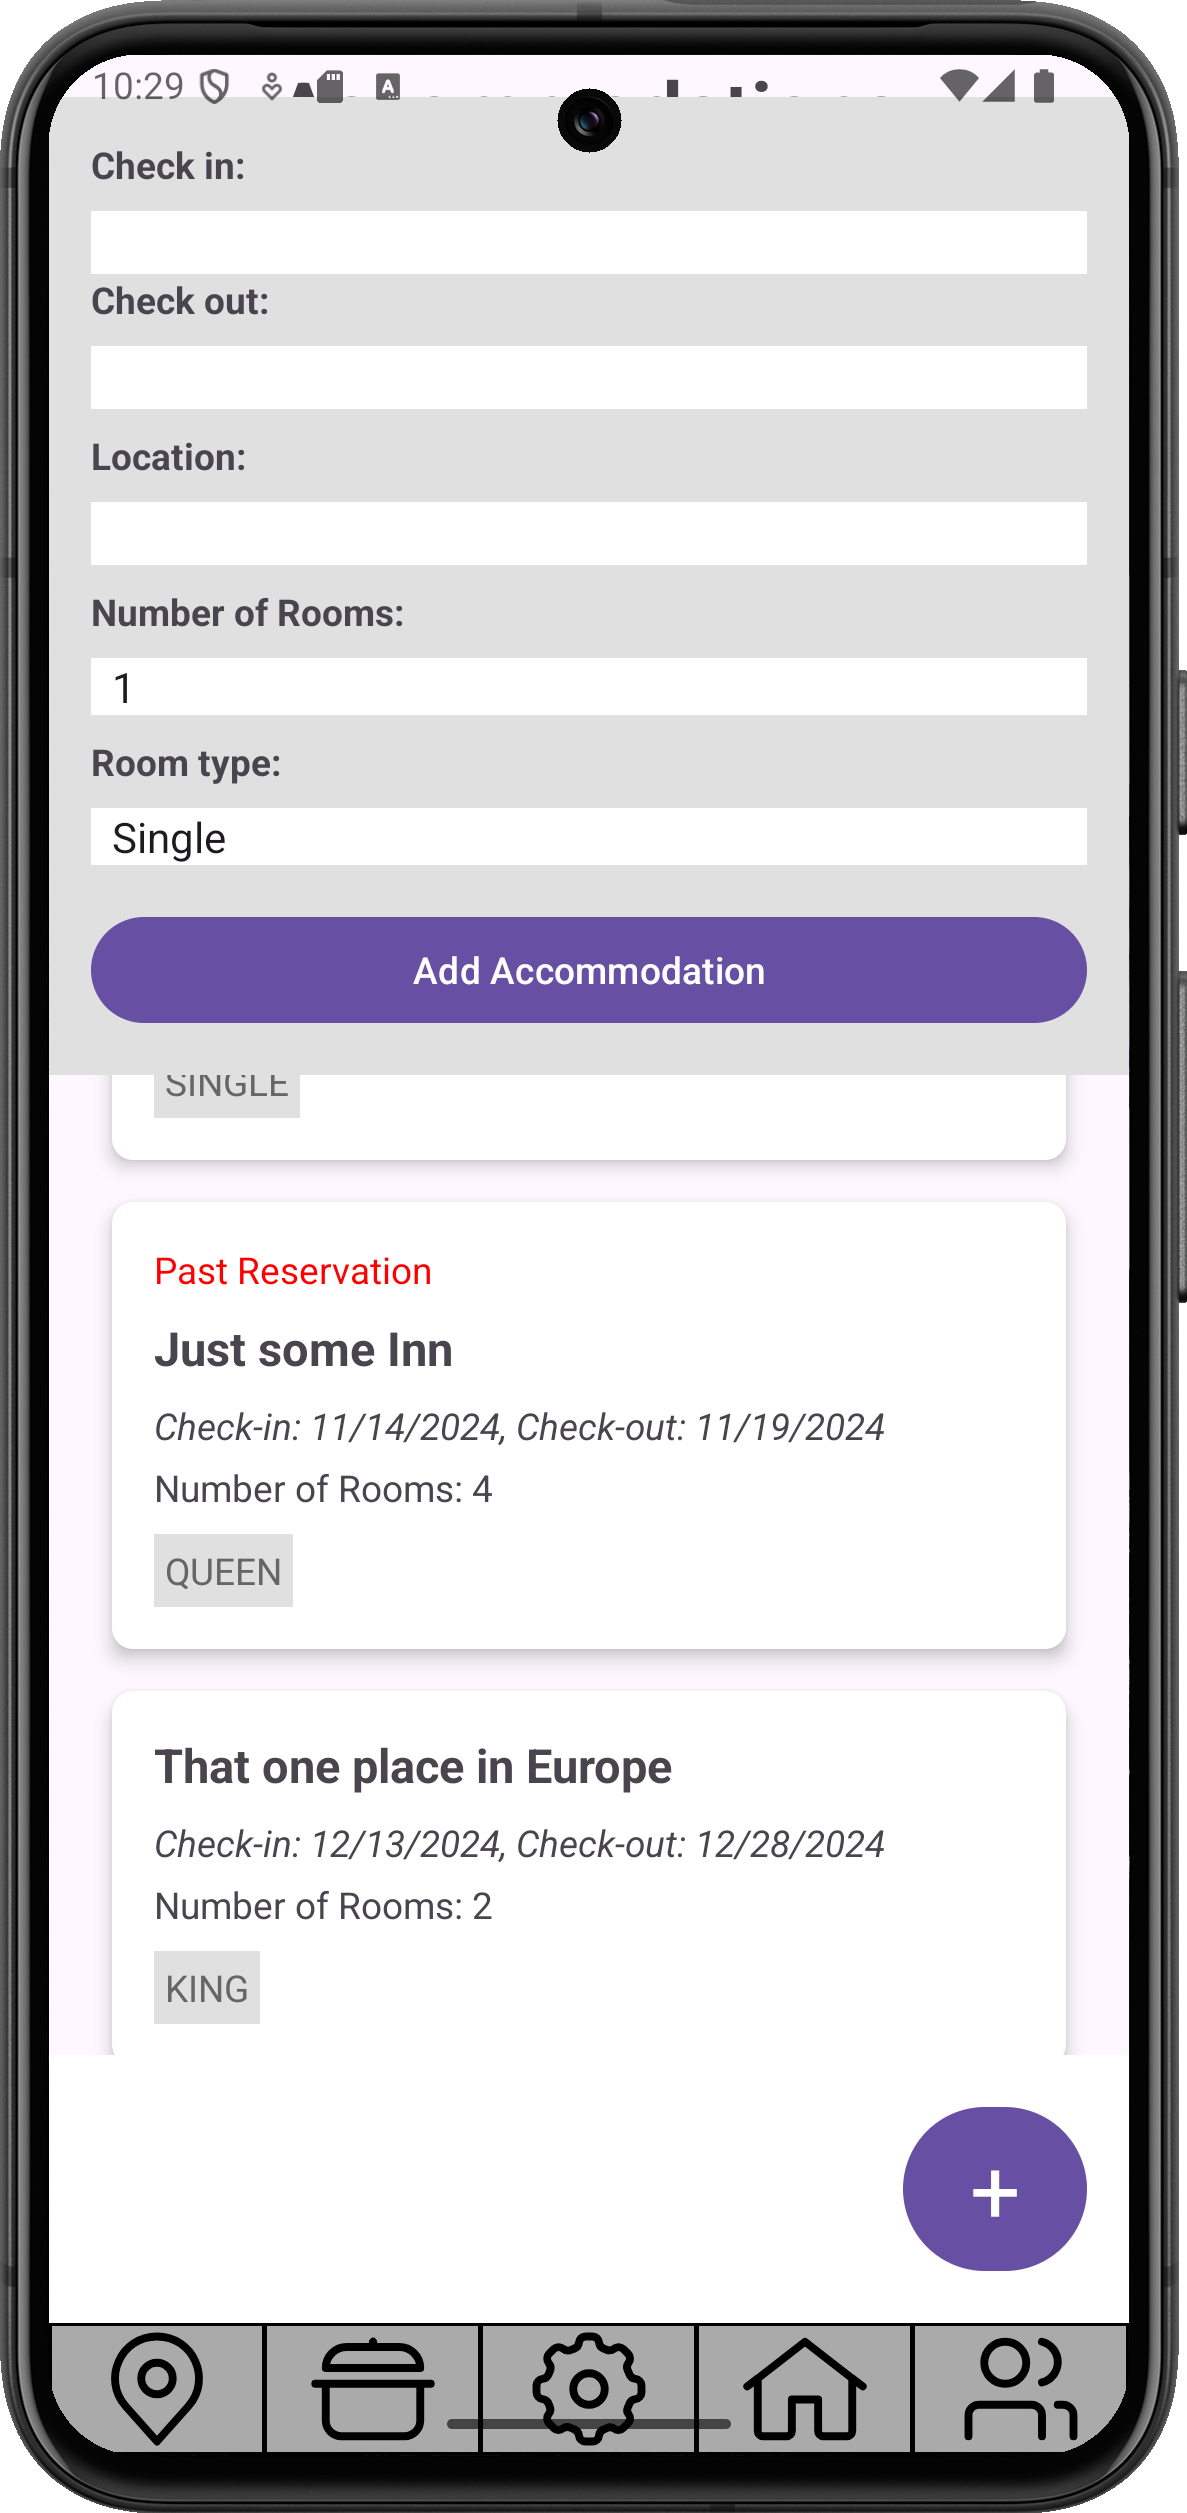 10:29
Check in:
Check out:
Location:
Number of Rooms:
1
Room type:
Single
Add Accommodation
SINGLE
Past Reservation
Just some Inn
Check-in: 11/14/2024, Check-out: 11/19/2024
Number of Rooms: 4
QUEEN
That one place in Europe
Check-in: 12/13/2024, Check-out: 12/28/2024
Number of Rooms: 2
KING
+